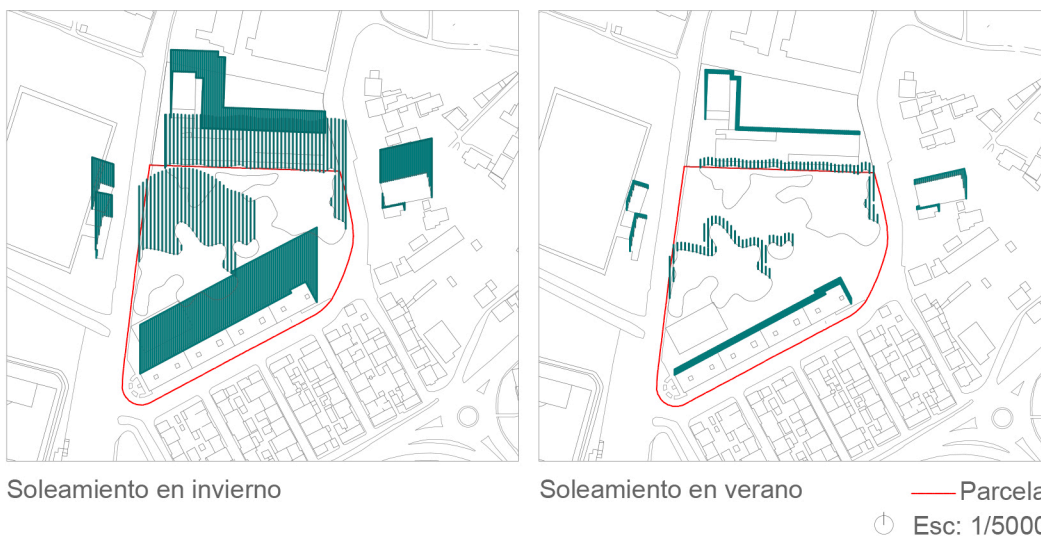 Soleamiento en invierno
Soleamiento en verano
Parcela
Esc: 1/5000